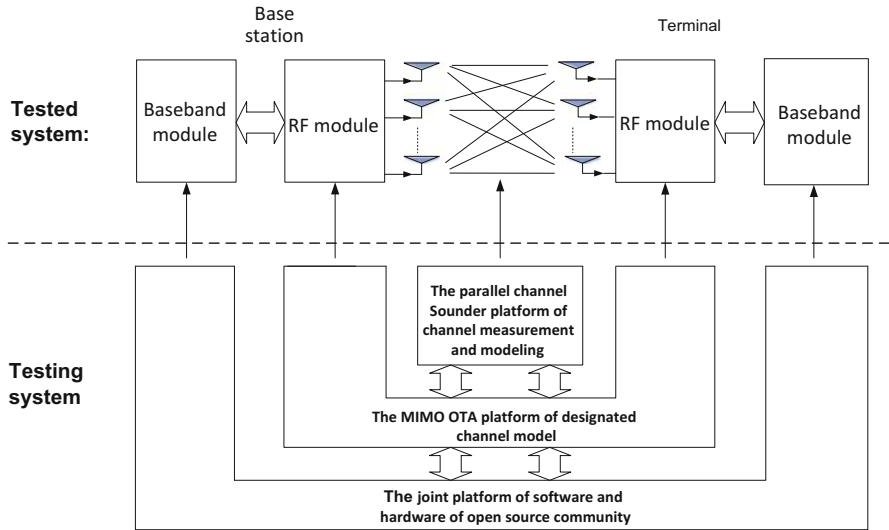 Base
station
Terminal
Tested
system:
Baseband
module
RF module
RF module
Baseband
module
Testing
system
The parallel channel
Sounder platform of
channel measurement
and modeling
The MIMO OTA platform of designated
channel model
The joint platform of software and
hardware of open source community